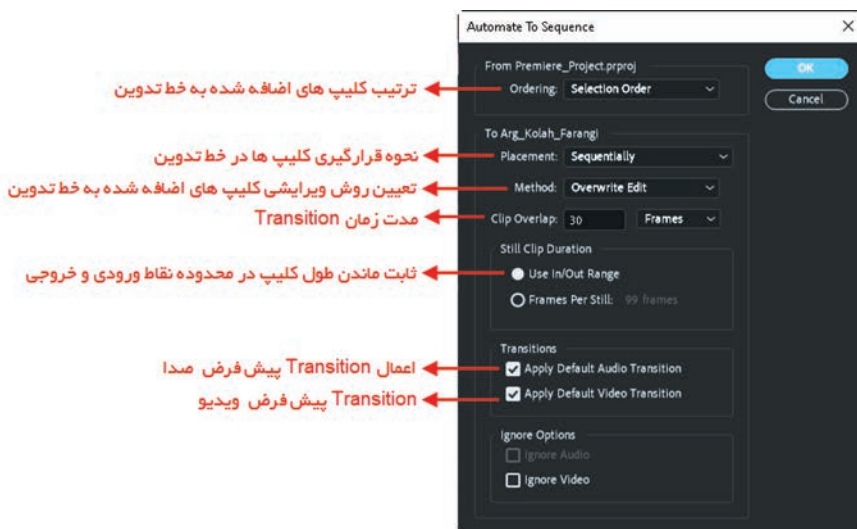 Automate To Sequence
From Premiere_Project.prproj
Ordering: Selection Order
OK
Cancel
ترتیب کلیپ های اضافه شده به خط تدوین
To Arg_Kolah_Farangi
Placement: Sequentially
نحوه قرارگیری کلیپ ها در خط تدوین
Method: Overwrite Edit
تعیین روش ویرایشی کلیپ های اضافه شده به خط تدوین
Clip Overlap: 30 Frames
مدت زمان Transition
Still Clip Duration
Use In/Out Range
ثابت ماندن طول کلیپ در محدوده نقاط ورودی و خروجی
Frames Per Still: 99 frames
Transitions
Apply Default Audio Transition
اعمال Transition پیش فرض صدا
Apply Default Video Transition
Transition پیش فرض ویدیو
Ignore Options
Ignore Audio
Ignore Video